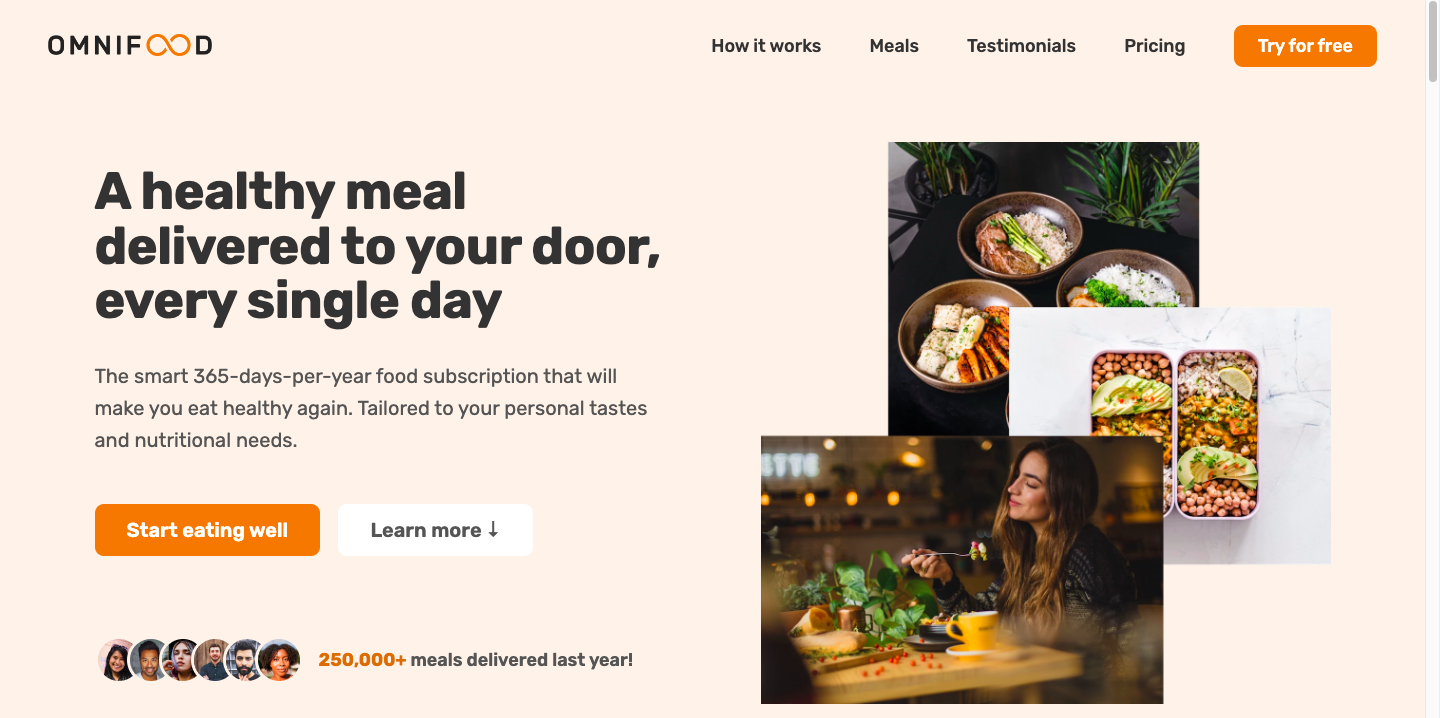 OMNIFOOD
How it works
Meals
Testimonials
Pricing
Try for free
A healthy meal
delivered to your door,
every single day
The smart 365-days-per-year food subscription that will
make you eat healthy again. Tailored to your personal tastes
and nutritional needs.
Start eating well
Learn more ↓
250,000+ meals delivered last year!